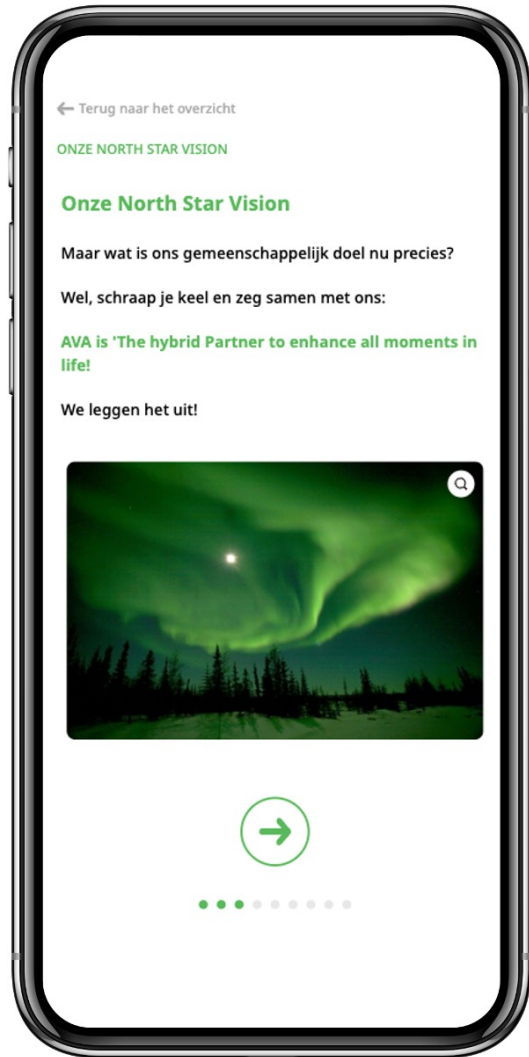 Terug naar het overzicht
ONZE NORTH STAR VISION
Onze North Star Vision
Maar wat is ons gemeenschappelijk doel nu precies?
Wel, schraap je keel en zeg samen met ons:
AVA is 'The hybrid Partner to enhance all moments in
life!
We leggen het uit!